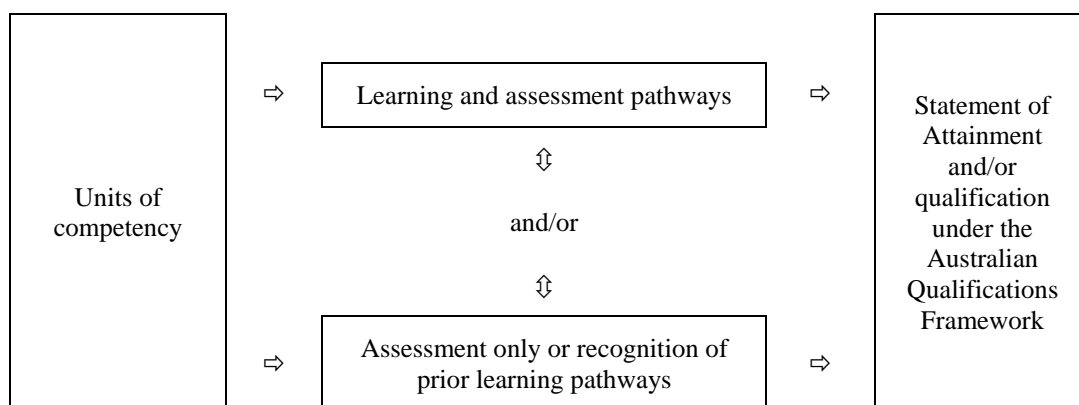 Units of
competency
Learning and assessment pathways
and/or
Assessment only or recognition of
prior learning pathways
Statement of
Attainment
and/or
qualification
under the
Australian
Qualifications
Framework